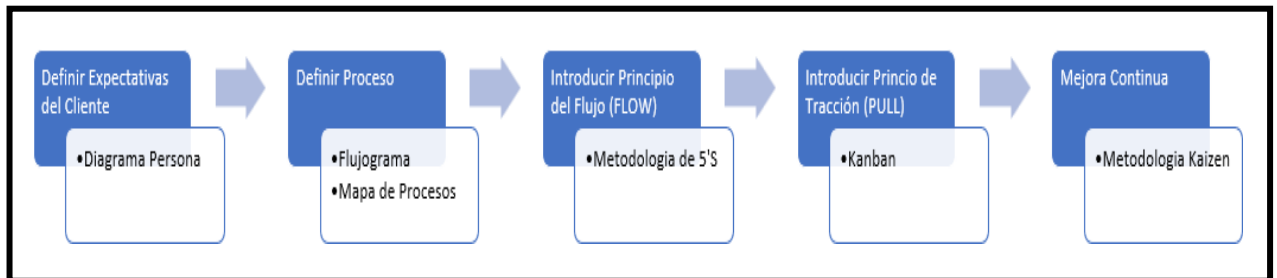 Definir Expectativas
del Cliente
•Diagrama Persona
Definir Proceso
•Flujograma
•Mapa de Procesos
Introducir Principio
del Flujo (FLOW)
•Metodologia de 5'S
Introducir Princio de
Tracción (PULL)
•Kanban
Mejora Continua
•Metodologia Kaizen